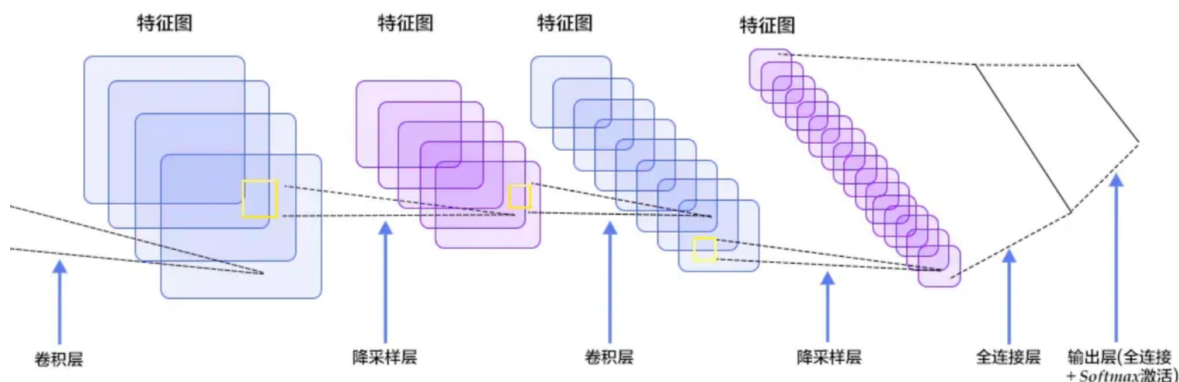 特征图
特征图
特征图
特征图
卷积层
降采样层
卷积层
降采样层
全连接层
输出层(全连接
+ Softmax激活)